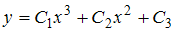 y = C₁x³ + C₂x² + C₃